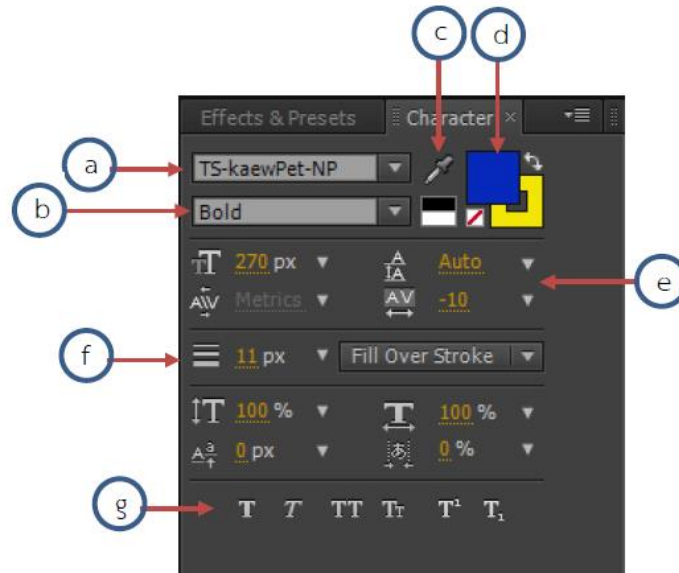 c d
Effects & Presets Character ×
a TS-kaewPet-NP
b Bold
270 px Auto
Metrics -10
e
f 11 px Fill Over Stroke
100 % 100 %
0 px 0 %
g T T TT Tт T¹ T₁